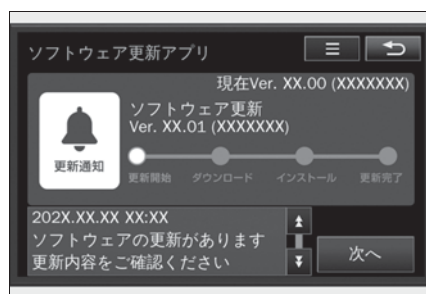 ソフトウェア更新アプリ
現在Ver. XX.00 (XXXXXXX)
ソフトウェア更新
Ver. XX.01 (XXXXXXX)
更新通知
更新開始 ダウンロード インストール 更新完了
202X.XX.XX XX:XX
ソフトウェアの更新があります
更新内容をご確認ください
次へ